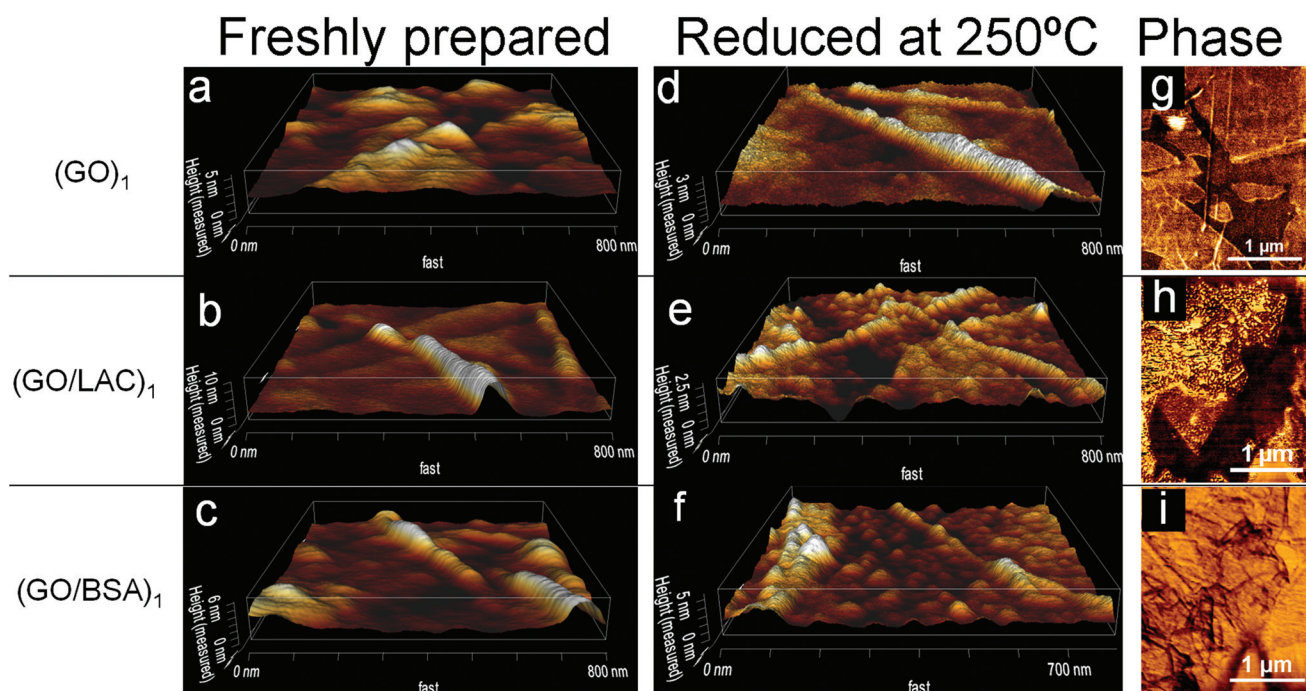 Freshly prepared
Reduced at 250ºC
Phase
(GO)₁
a
Height (measured)
5 nm
0 nm
0 nm
800 nm
fast
d
Height (measured)
3 nm
0 nm
0 nm
800 nm
fast
g
1 µm
(GO/LAC)₁
b
Height (measured)
10 nm
0 nm
0 nm
800 nm
fast
e
Height (measured)
2.5 nm
0 nm
0 nm
800 nm
fast
h
1 µm
(GO/BSA)₁
c
Height (measured)
6 nm
0 nm
0 nm
800 nm
fast
f
Height (measured)
5 nm
0 nm
0 nm
700 nm
fast
i
1 µm